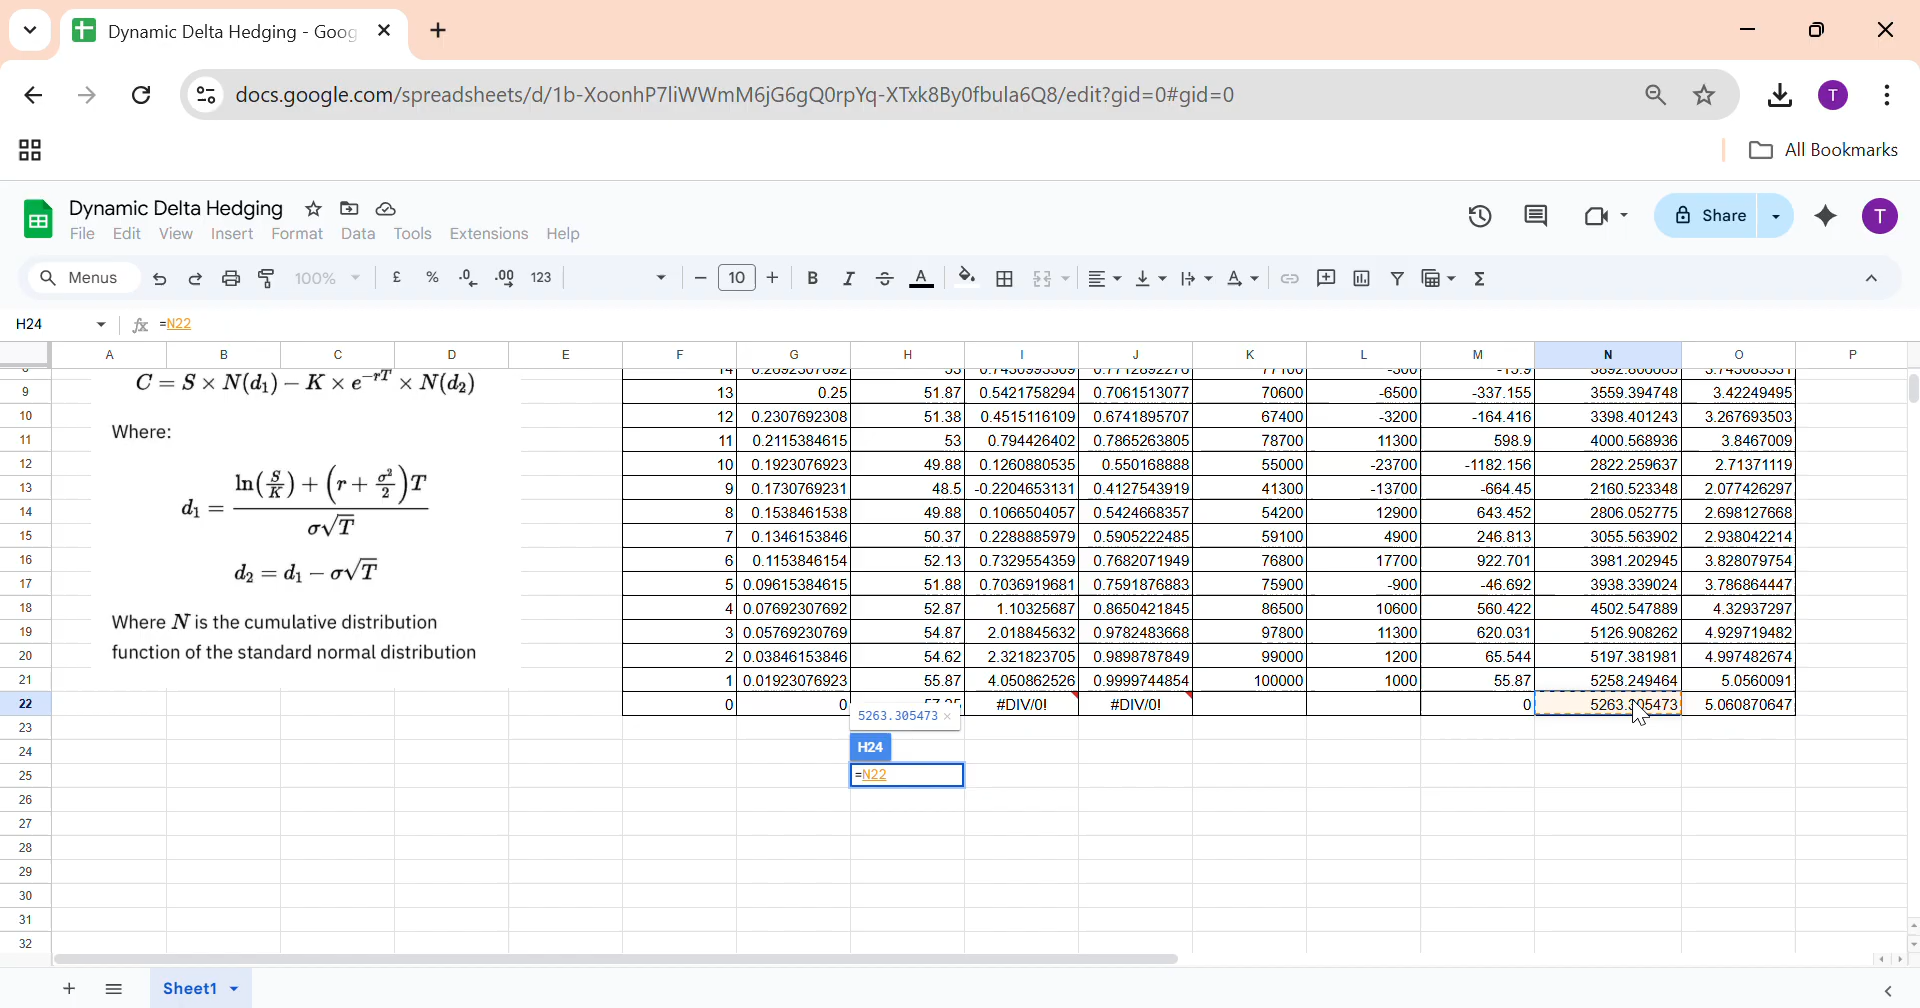 Dynamic Delta Hedging - Goog
docs.google.com/spreadsheets/d/1b-XoonhP7liWWmM6jG6gQ0rpYq-XTxk8By0fbula6Q8/edit?gid=0#gid=0
T
All Bookmarks
Dynamic Delta Hedging
File Edit View Insert Format Data Tools Extensions Help
Share
T
Menus 100% £ % .0 .00 123 10 B I A
H24 fx =N22
A B C D E F G H I J K L M N O P
C = S × N(d₁) − K × e^−rT × N(d₂)
9 13 0.25 51.87 0.5421758294 0.7061513077 70600 -6500 -337.155 3559.394748 3.42249495
10 12 0.2307692308 51.38 0.4515116109 0.6741895707 67400 -3200 -164.416 3398.401243 3.267693503
Where:
11 11 0.2115384615 53 0.794426402 0.7865263805 78700 11300 598.9 4000.568936 3.8467009
12 10 0.1923076923 49.88 0.1260880535 0.550168888 55000 -23700 -1182.156 2822.259637 2.71371119
d₁ = (ln(S/K) + (r + σ²/2)T) / (σ√T)
13 9 0.1730769231 48.5 -0.2204653131 0.4127543919 41300 -13700 -664.45 2160.523348 2.077426297
14 8 0.1538461538 49.88 0.1066504057 0.5424668357 54200 12900 643.452 2806.052775 2.698127668
15 7 0.1346153846 50.37 0.2288885979 0.5905222485 59100 4900 246.813 3055.563902 2.938042214
16 6 0.1153846154 52.13 0.7329554359 0.7682071949 76800 17700 922.701 3981.202945 3.828079754
d₂ = d₁ − σ√T
17 5 0.09615384615 51.88 0.7036919681 0.7591876883 75900 -900 -46.692 3938.339024 3.786864447
18 4 0.07692307692 52.87 1.10325687 0.8650421845 86500 10600 560.422 4502.547889 4.32937297
Where N is the cumulative distribution
19 3 0.05769230769 54.87 2.018845632 0.9782483668 97800 11300 620.031 5126.908262 4.929719482
function of the standard normal distribution
20 2 0.03846153846 54.62 2.321823705 0.9898787849 99000 1200 65.544 5197.381981 4.997482674
21 1 0.01923076923 55.87 4.050862526 0.9999744854 100000 1000 55.87 5258.249464 5.0560091
22 0 0 #DIV/0! #DIV/0! 0 5263.305473 5.060870647
5263.305473 ×
23
24 H24
25 =N22
26
27
28
29
30
31
32
Sheet1